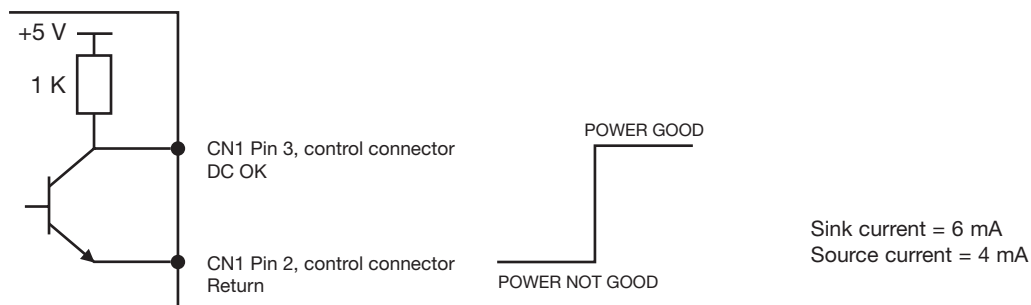 +5 V
1 K
CN1 Pin 3, control connector
DC OK
CN1 Pin 2, control connector
Return
POWER GOOD
POWER NOT GOOD
Sink current = 6 mA
Source current = 4 mA